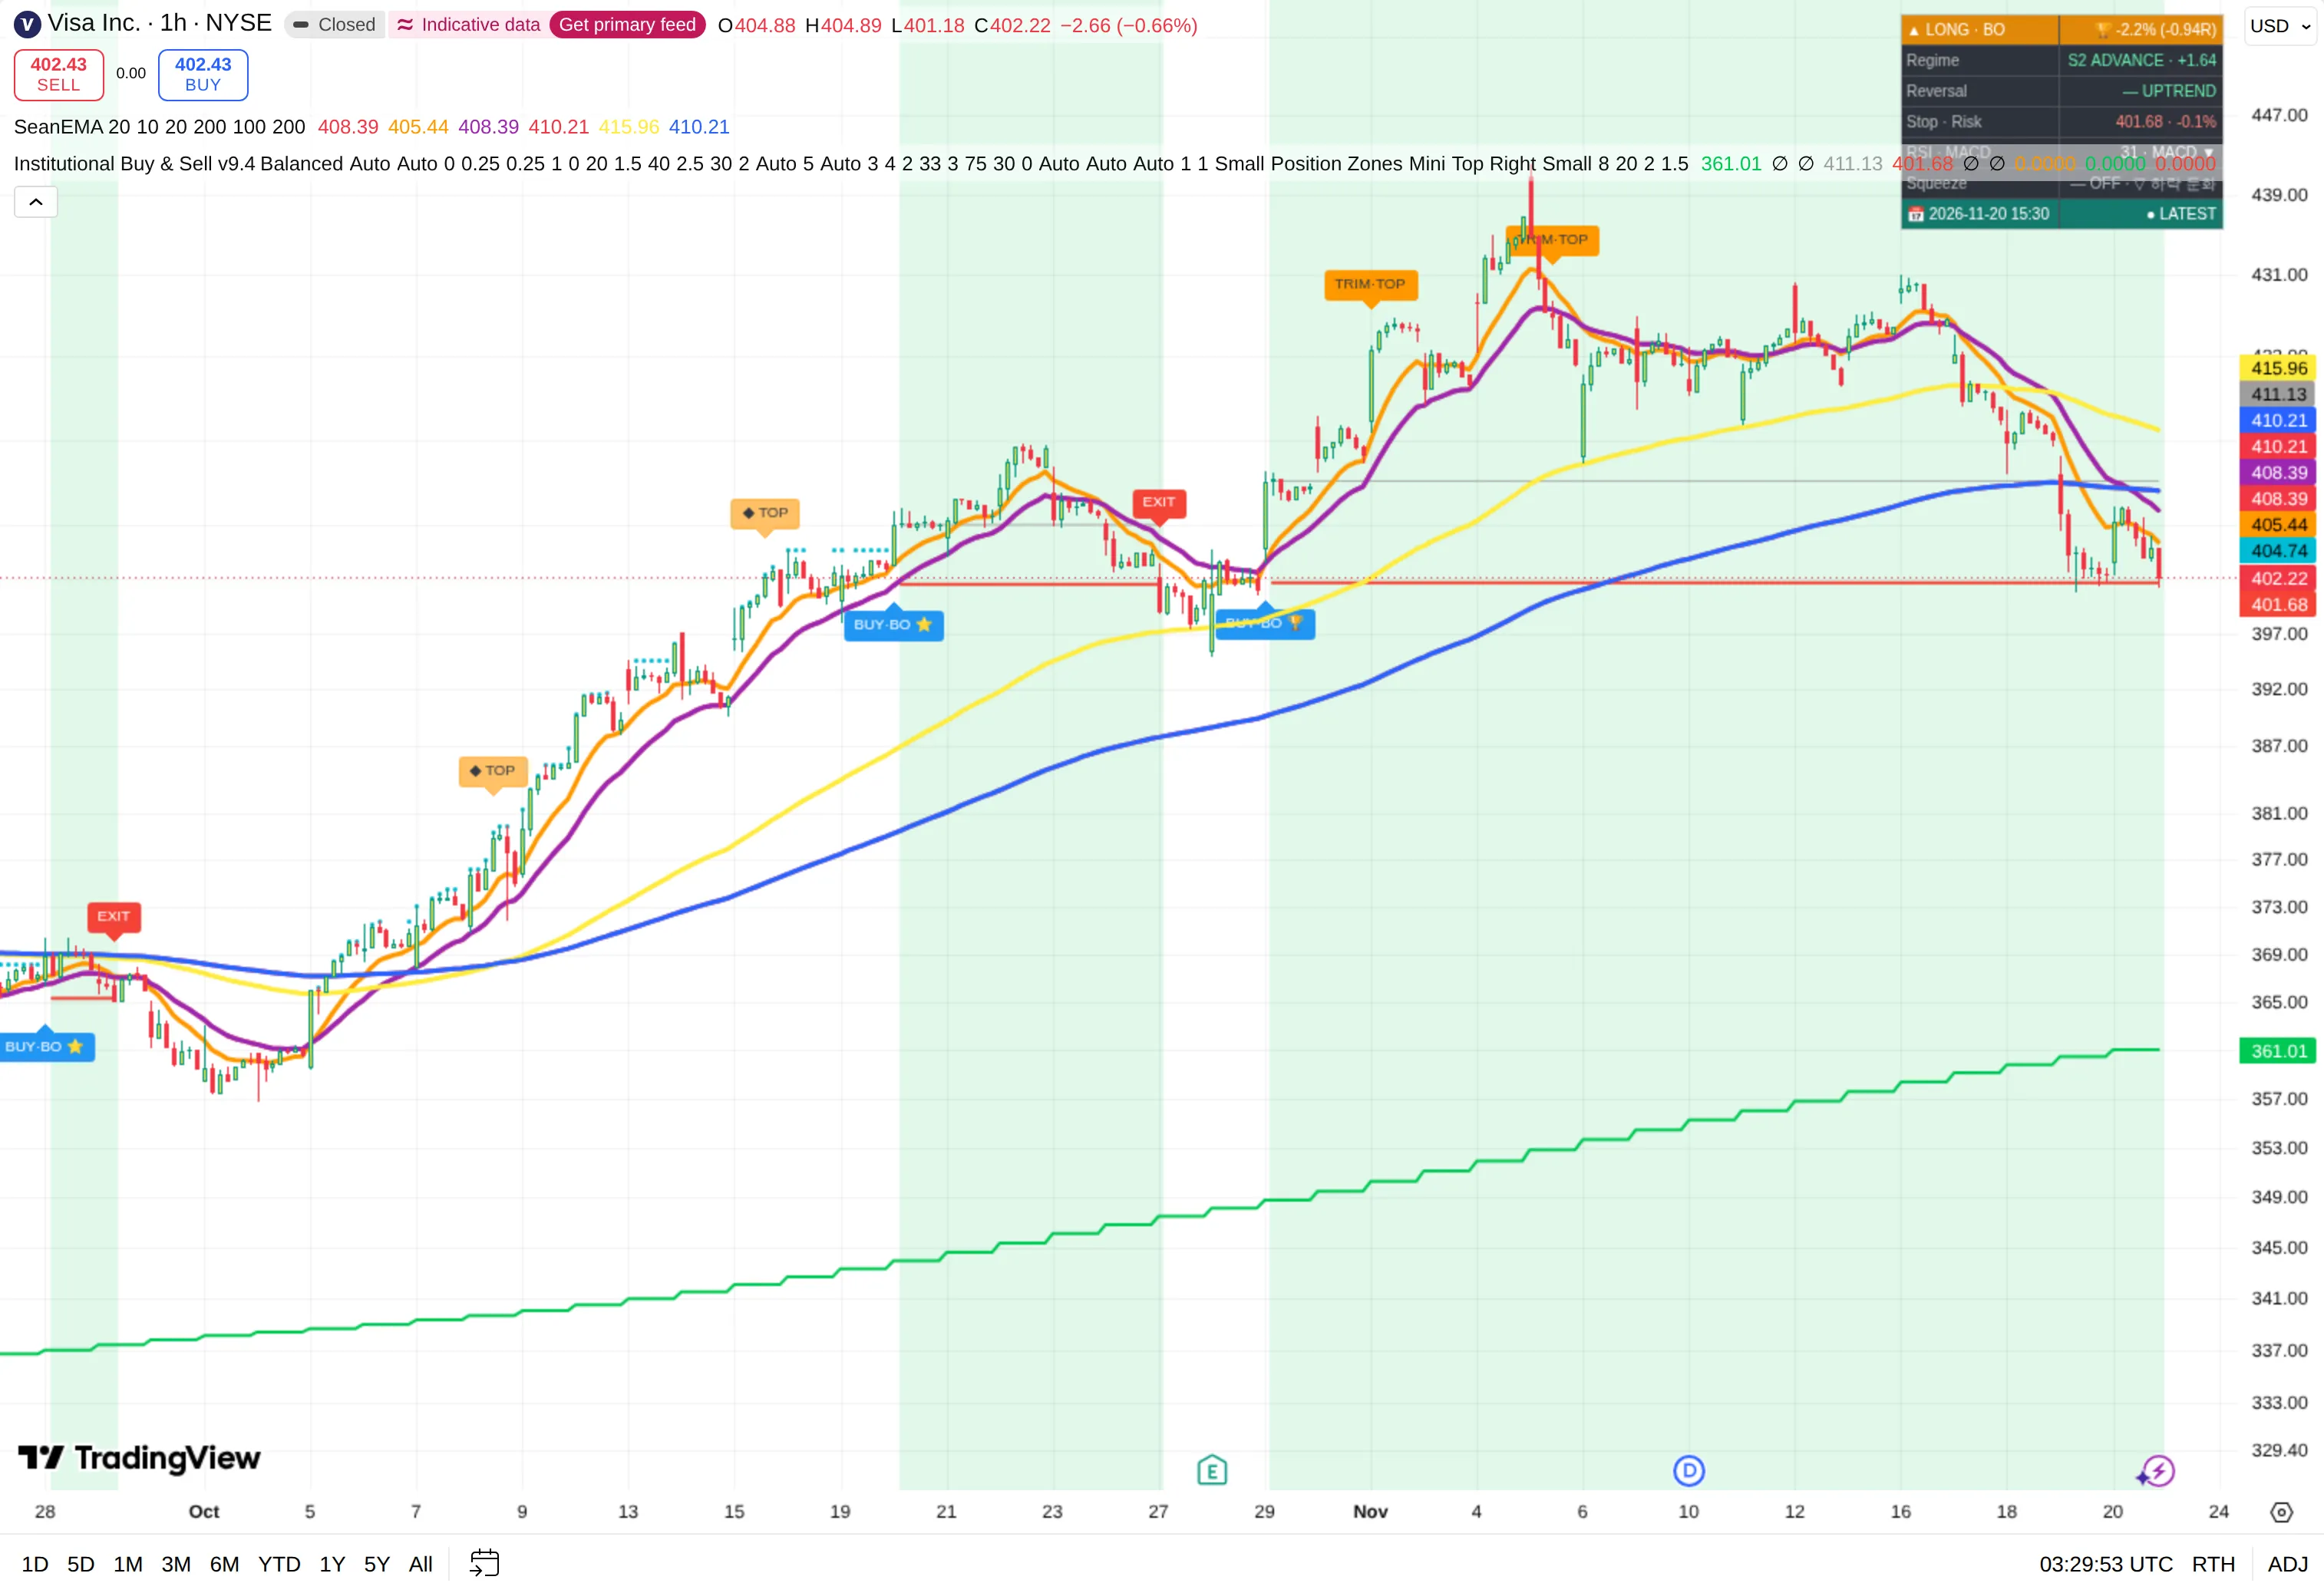 Visa Inc. · 1h · NYSE Closed Indicative data Get primary feed O404.88 H404.89 L401.18 C402.22 −2.66 (−0.66%)
USD
402.43
SELL
0.00
402.43
BUY
SeanEMA 20 10 20 200 100 200 408.39 405.44 408.39 410.21 415.96 410.21
Institutional Buy & Sell v9.4 Balanced Auto Auto 0 0.25 0.25 1 0 20 1.5 40 2.5 30 2 Auto 5 Auto 3 4 2 33 3 75 30 0 Auto Auto Auto 1 1 Small Position Zones Mini Top Right Small 8 20 2 1.5 361.01 ∅ ∅ 411.13 401.68 ∅ ∅ 0.0000 0.0000 0.0000
▲ LONG · BO 🏆 -2.2% (-0.94R)
Regime S2 ADVANCE · +1.64
Reversal — UPTREND
Stop · Risk 401.68 · -0.1%
RSI · MACD 31 · MACD ▼
Squeeze — OFF · ▽ 하락 둔화
📅 2026-11-20 15:30 ● LATEST
TRIM·TOP
TRIM·TOP
◆ TOP
EXIT
BUY·BO ⭐
BUY·BO 🏆
◆ TOP
EXIT
BUY·BO ⭐
447.00
439.00
431.00
415.96
411.13
410.21
410.21
408.39
408.39
405.44
404.74
402.22
401.68
397.00
392.00
387.00
381.00
377.00
373.00
369.00
365.00
361.01
357.00
353.00
349.00
345.00
341.00
337.00
333.00
329.40
TradingView
E
D
28 Oct 5 7 9 13 15 19 21 23 27 29 Nov 4 6 10 12 16 18 20 24
1D 5D 1M 3M 6M YTD 1Y 5Y All
03:29:53 UTC RTH ADJ